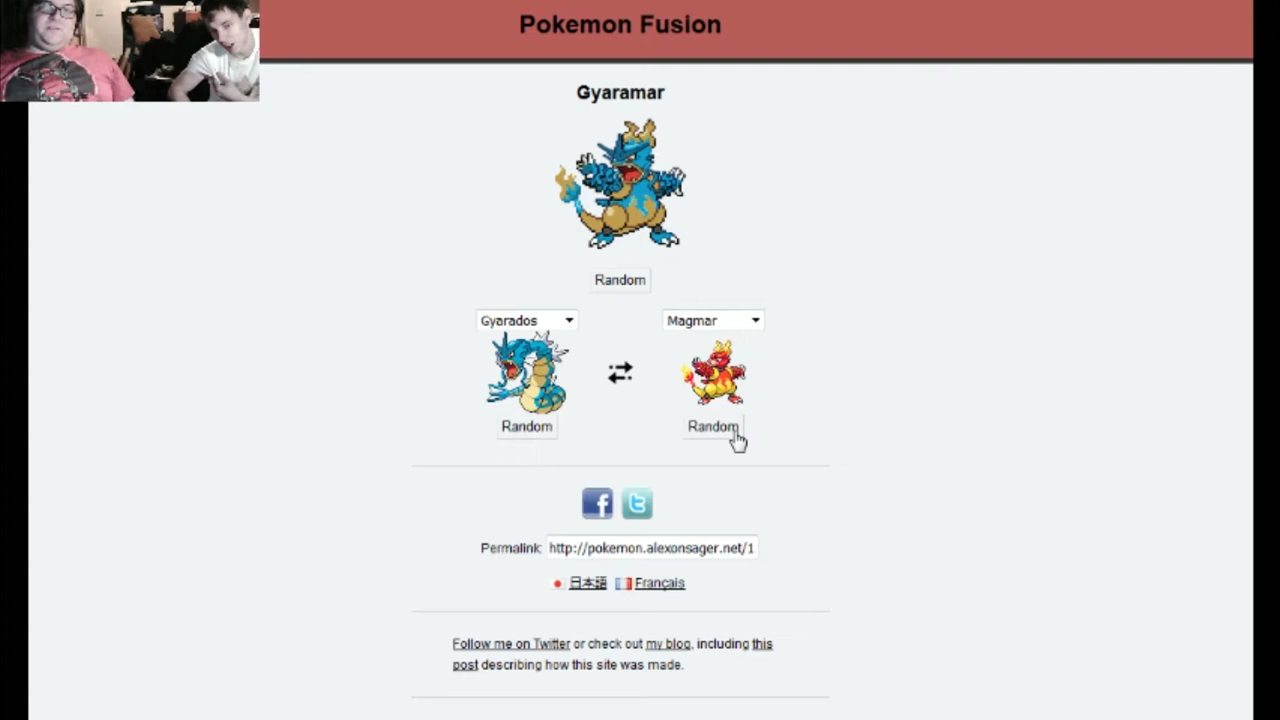 Pokemon Fusion
Gyaramar
Random
Gyarados Magmar
Random Random
Permalink: http://pokemon.alexonsager.net/1
日本語 Français
Follow me on Twitter or check out my blog, including this
post describing how this site was made.